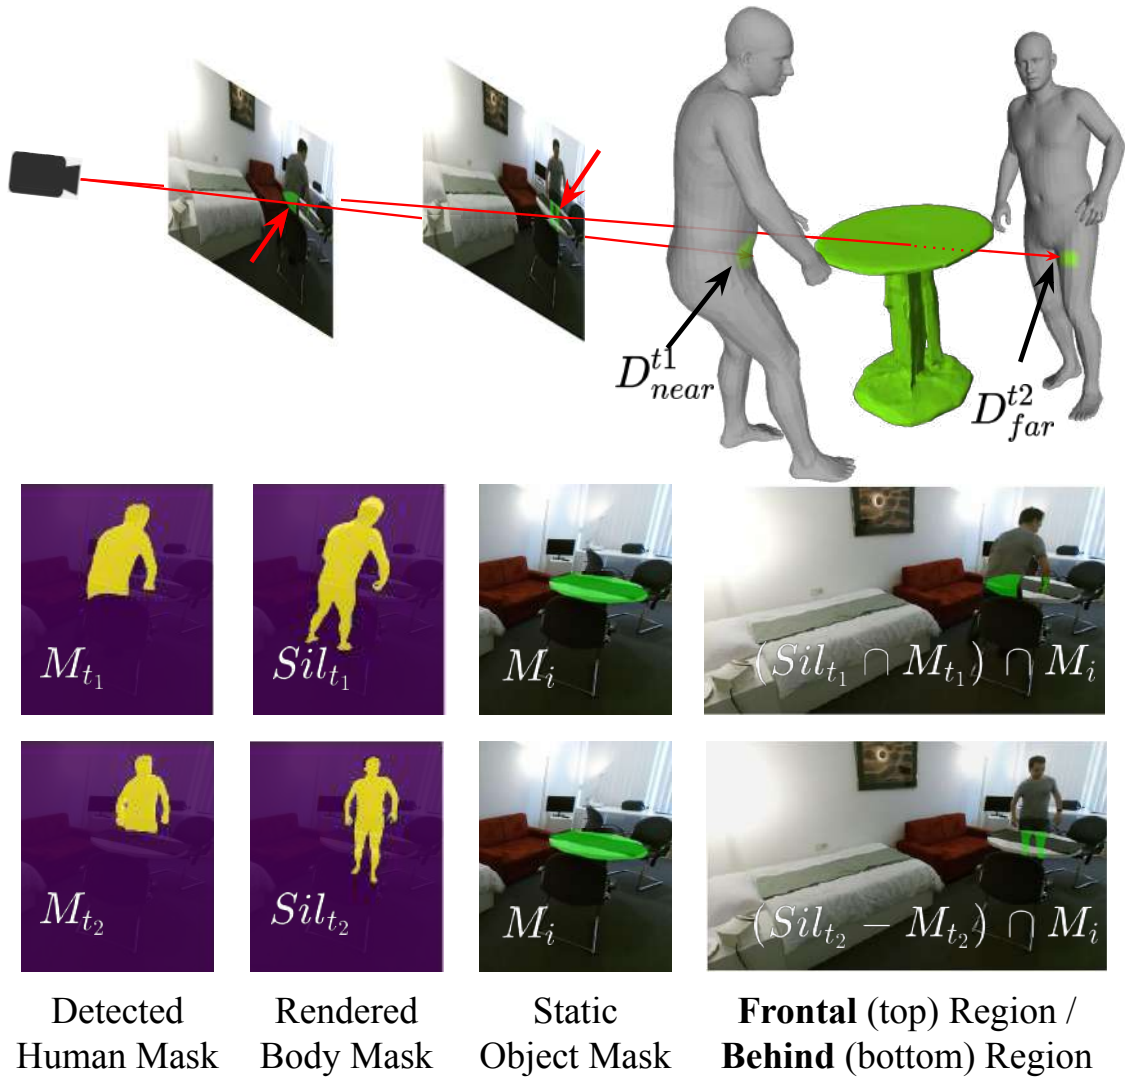 D_{near}^{t1}
D_{far}^{t2}
M_{t_1}
Sil_{t_1}
M_i
(Sil_{t_1} ∩ M_{t_1}) ∩ M_i
M_{t_2}
Sil_{t_2}
M_i
(Sil_{t_2} − M_{t_2}) ∩ M_i
Detected
Human Mask
Rendered
Body Mask
Static
Object Mask
Frontal (top) Region /
Behind (bottom) Region